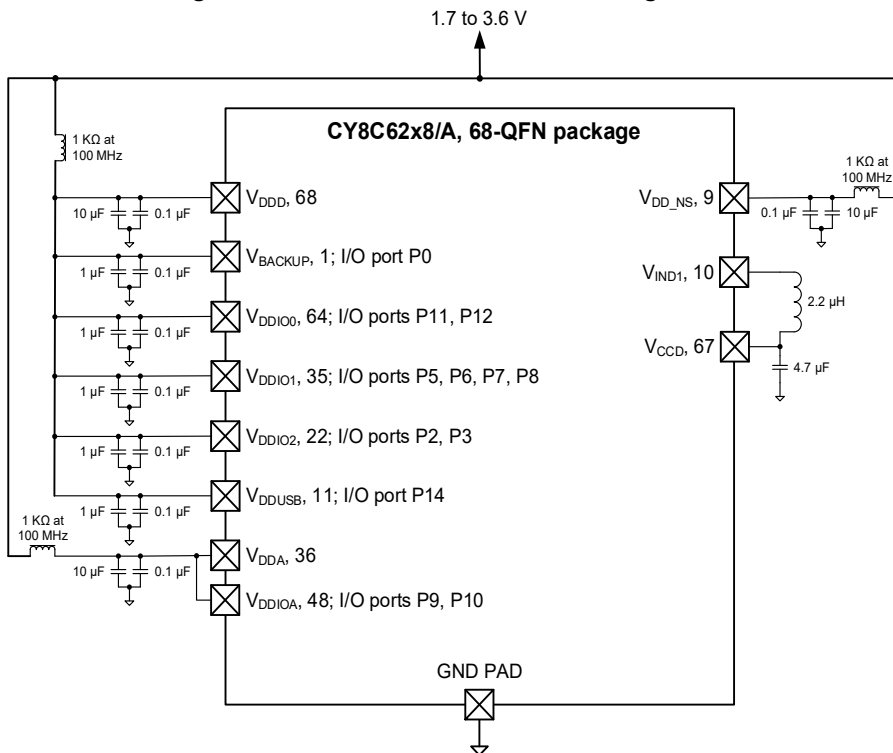 1.7 to 3.6 V
CY8C62x8/A, 68-QFN package
1 KΩ at
100 MHz
10 µF
0.1 µF
VDDD, 68
1 µF
0.1 µF
VBACKUP, 1; I/O port P0
1 µF
0.1 µF
VDDIO0, 64; I/O ports P11, P12
1 µF
0.1 µF
VDDIO1, 35; I/O ports P5, P6, P7, P8
1 µF
0.1 µF
VDDIO2, 22; I/O ports P2, P3
1 µF
0.1 µF
VDDUSB, 11; I/O port P14
1 KΩ at
100 MHz
10 µF
0.1 µF
VDDA, 36
VDDIOA, 48; I/O ports P9, P10
VDD_NS, 9
0.1 µF
10 µF
1 KΩ at
100 MHz
VIND1, 10
2.2 µH
VCCD, 67
4.7 µF
GND PAD